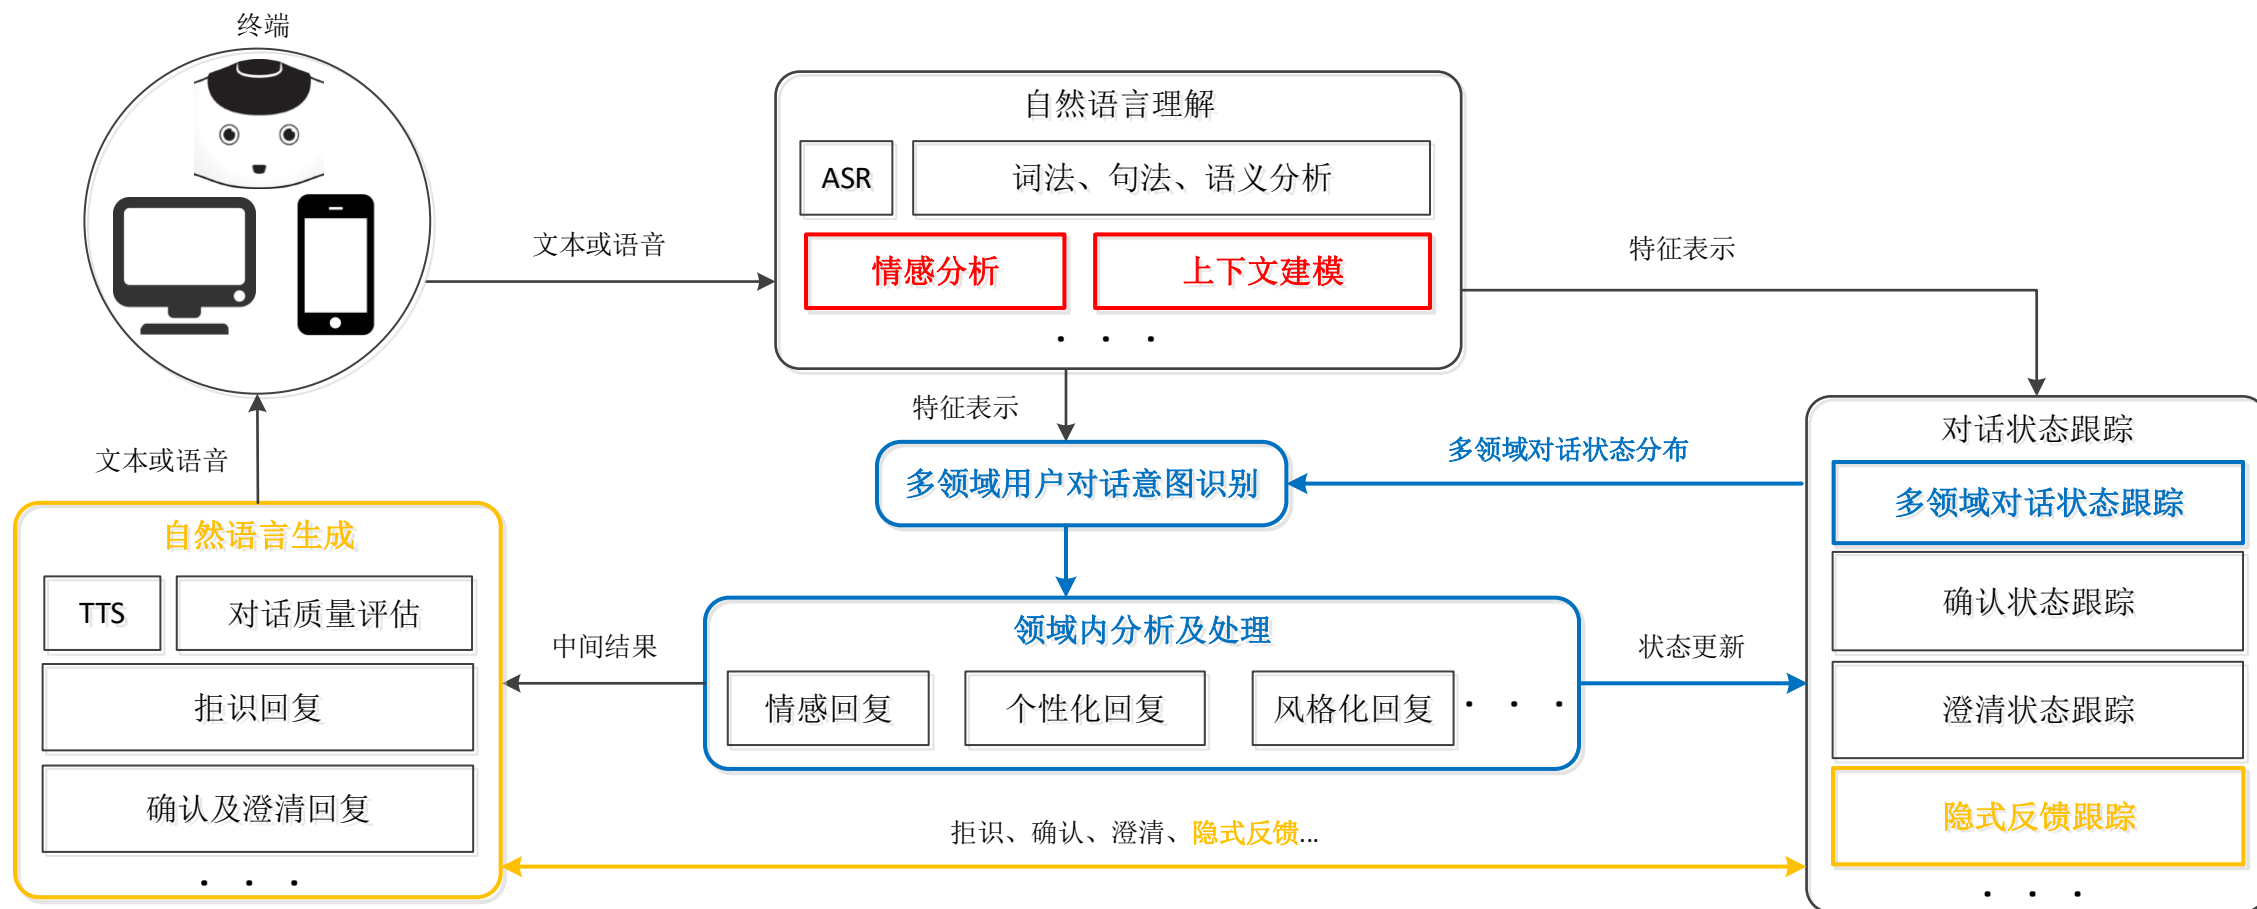 终端
自然语言理解
ASR
词法、句法、语义分析
情感分析
上下文建模
. . .
文本或语音
特征表示
特征表示
对话状态跟踪
多领域对话状态跟踪
确认状态跟踪
澄清状态跟踪
隐式反馈跟踪
. . .
多领域对话状态分布
多领域用户对话意图识别
文本或语音
自然语言生成
TTS
对话质量评估
拒识回复
确认及澄清回复
. . .
中间结果
领域内分析及处理
情感回复
个性化回复
风格化回复
. . .
状态更新
拒识、确认、澄清、隐式反馈...